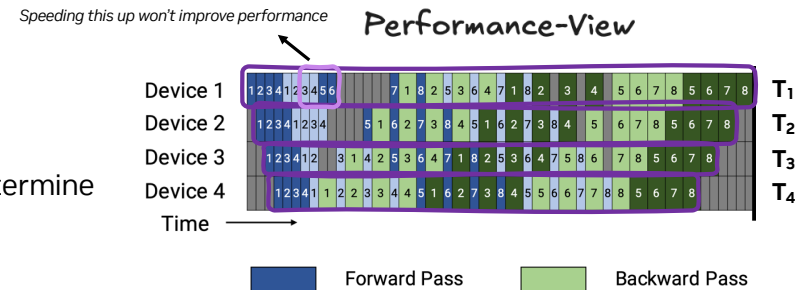 Speeding this up won't improve performance
Performance-View
Device 1 1 2 3 4 1 2 3 4 5 6 7 1 8 2 5 3 6 4 7 1 8 2 3 4 5 6 7 8 5 6 7 8 T₁
Device 2 1 2 3 4 1 2 3 4 5 1 6 2 7 3 8 4 5 1 6 2 7 3 8 4 5 6 7 8 5 6 7 8 T₂
Device 3 1 2 3 4 1 2 3 1 4 2 5 3 6 4 7 1 8 2 5 3 6 4 7 5 8 6 7 8 5 6 7 8 T₃
termine
Device 4 1 2 3 4 1 1 2 2 3 3 4 4 5 1 6 2 7 3 8 4 5 5 6 6 7 7 8 8 5 6 7 8 T₄
Time
Forward Pass Backward Pass